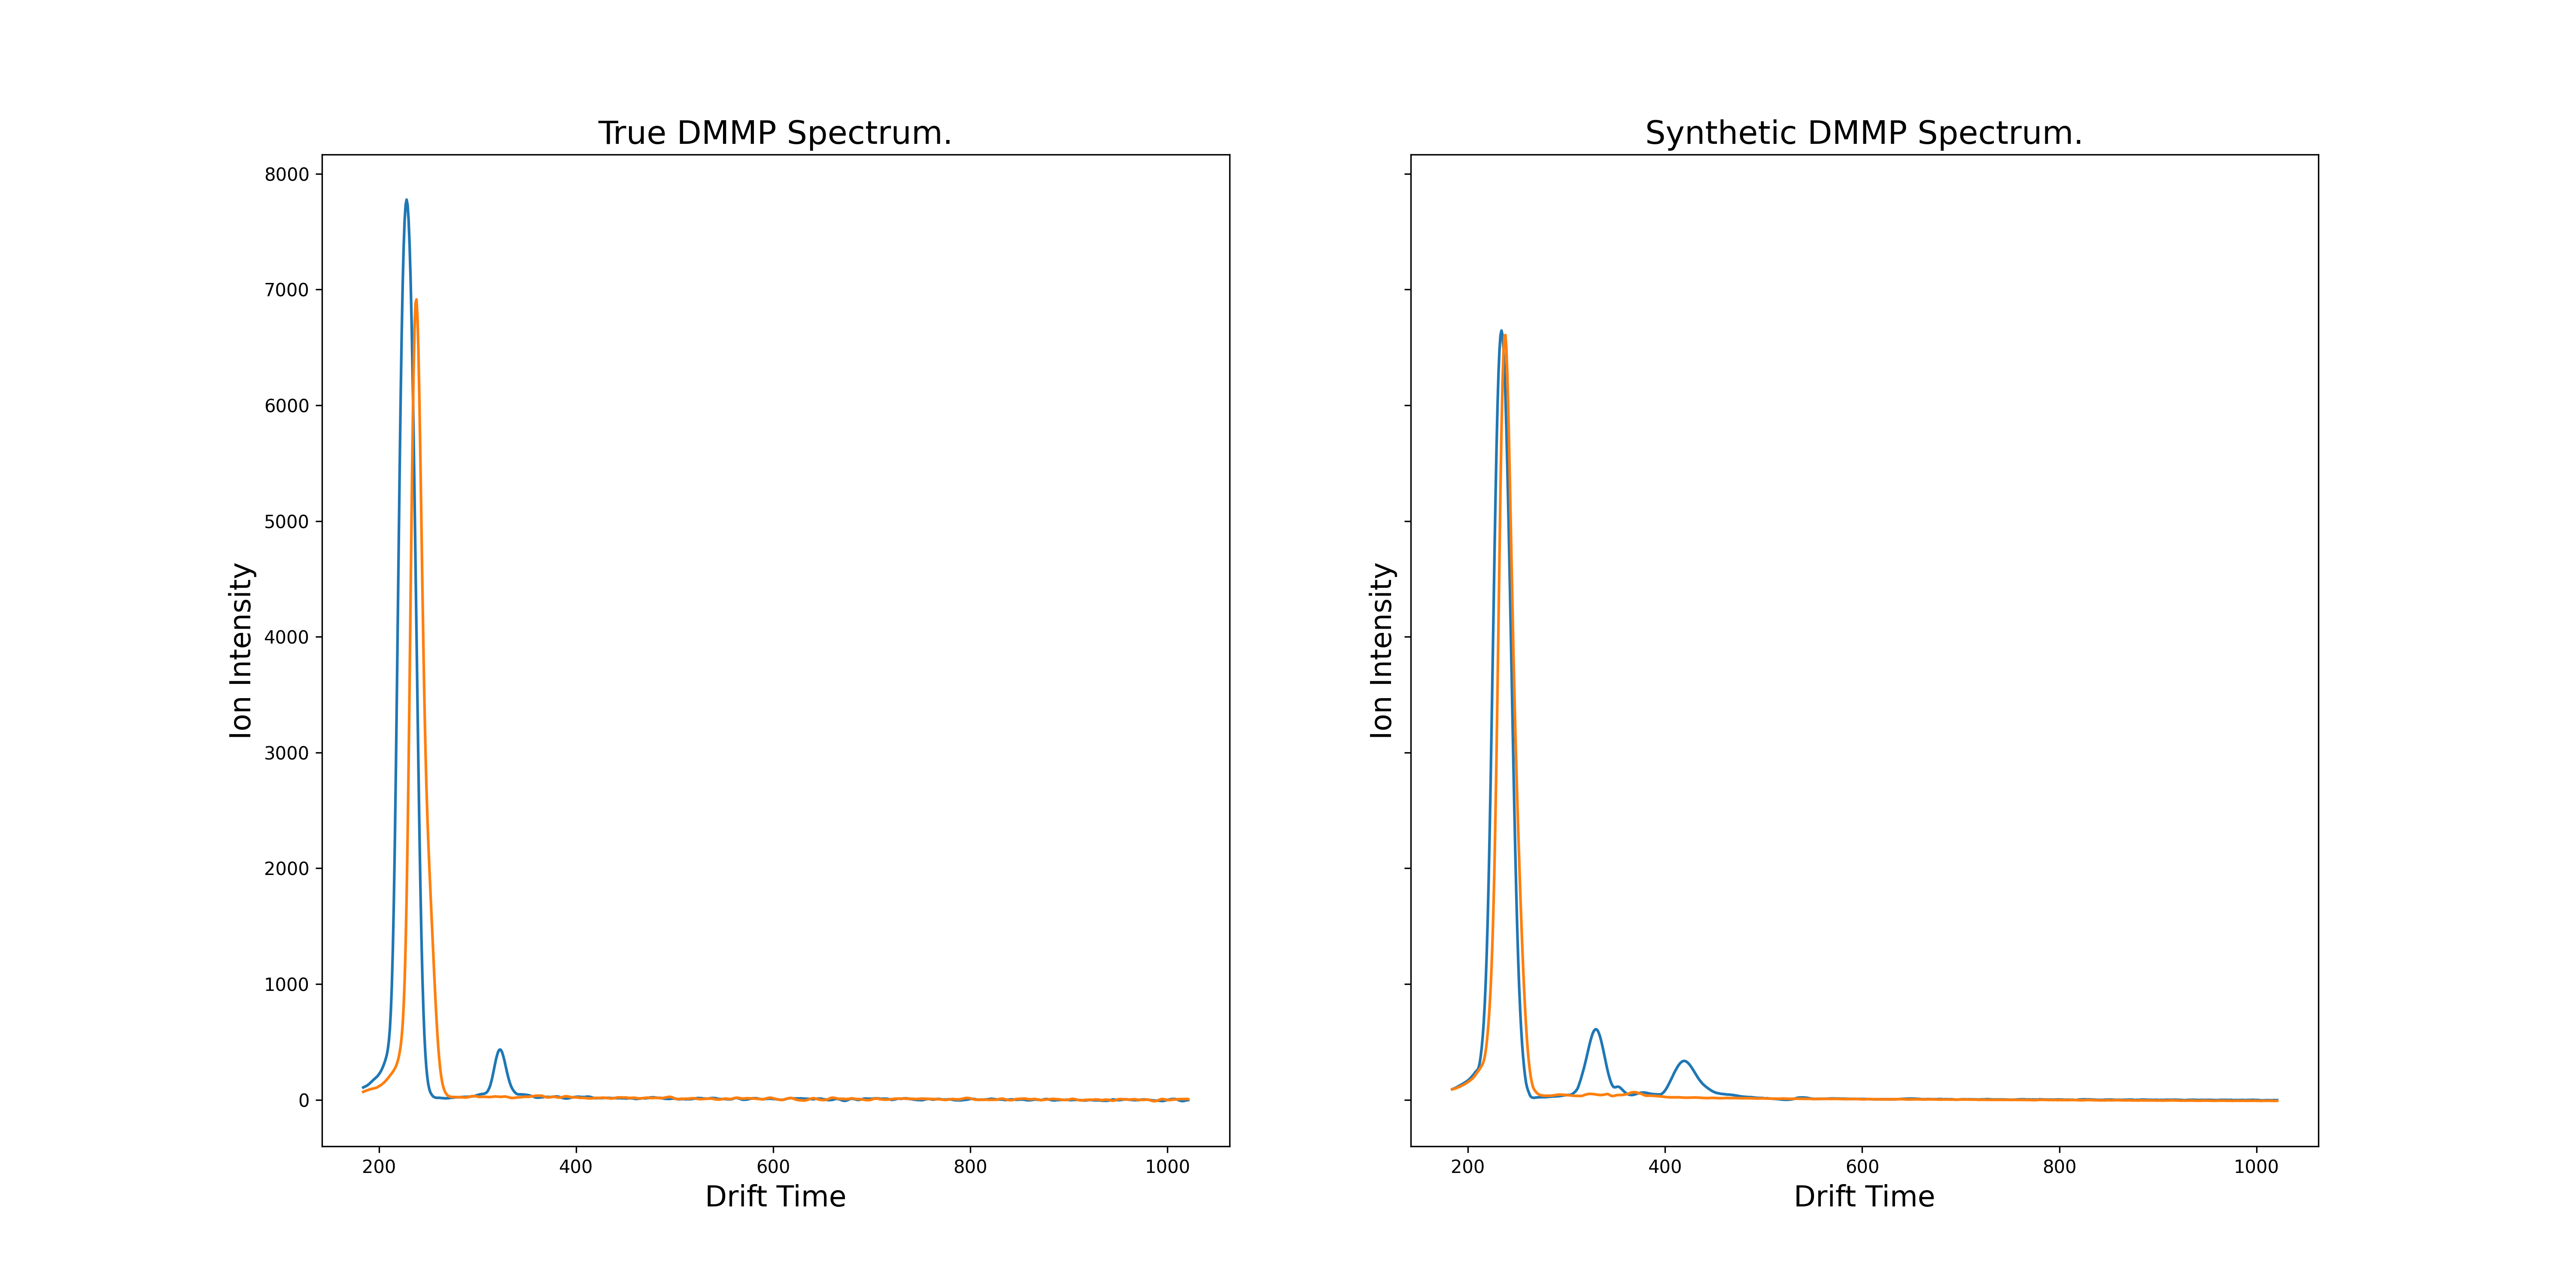 True DMMP Spectrum.
8000
7000
6000
5000
4000
3000
2000
1000
0
Ion Intensity
200 400 600 800 1000
Drift Time
Synthetic DMMP Spectrum.
Ion Intensity
200 400 600 800 1000
Drift Time